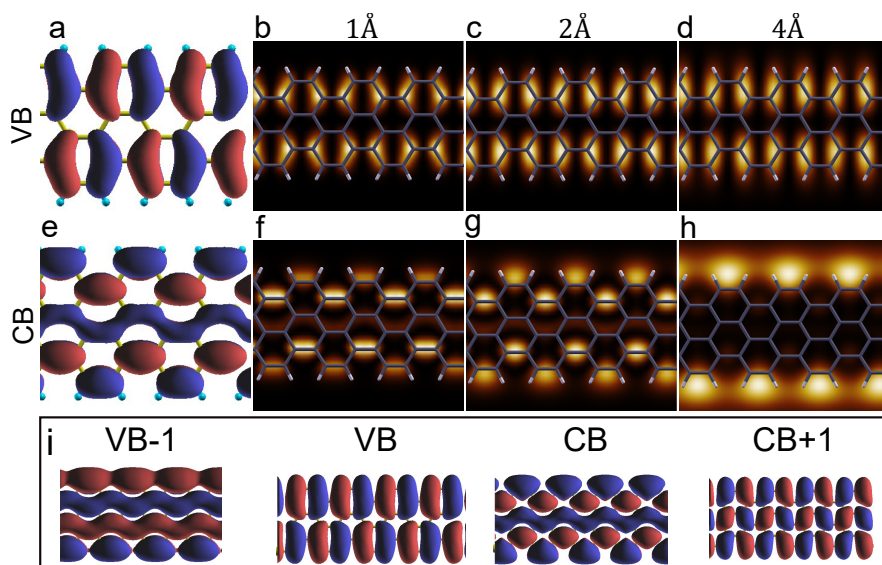 a b 1Å c 2Å d 4Å
VB
e f g h
CB
i VB-1 VB CB CB+1